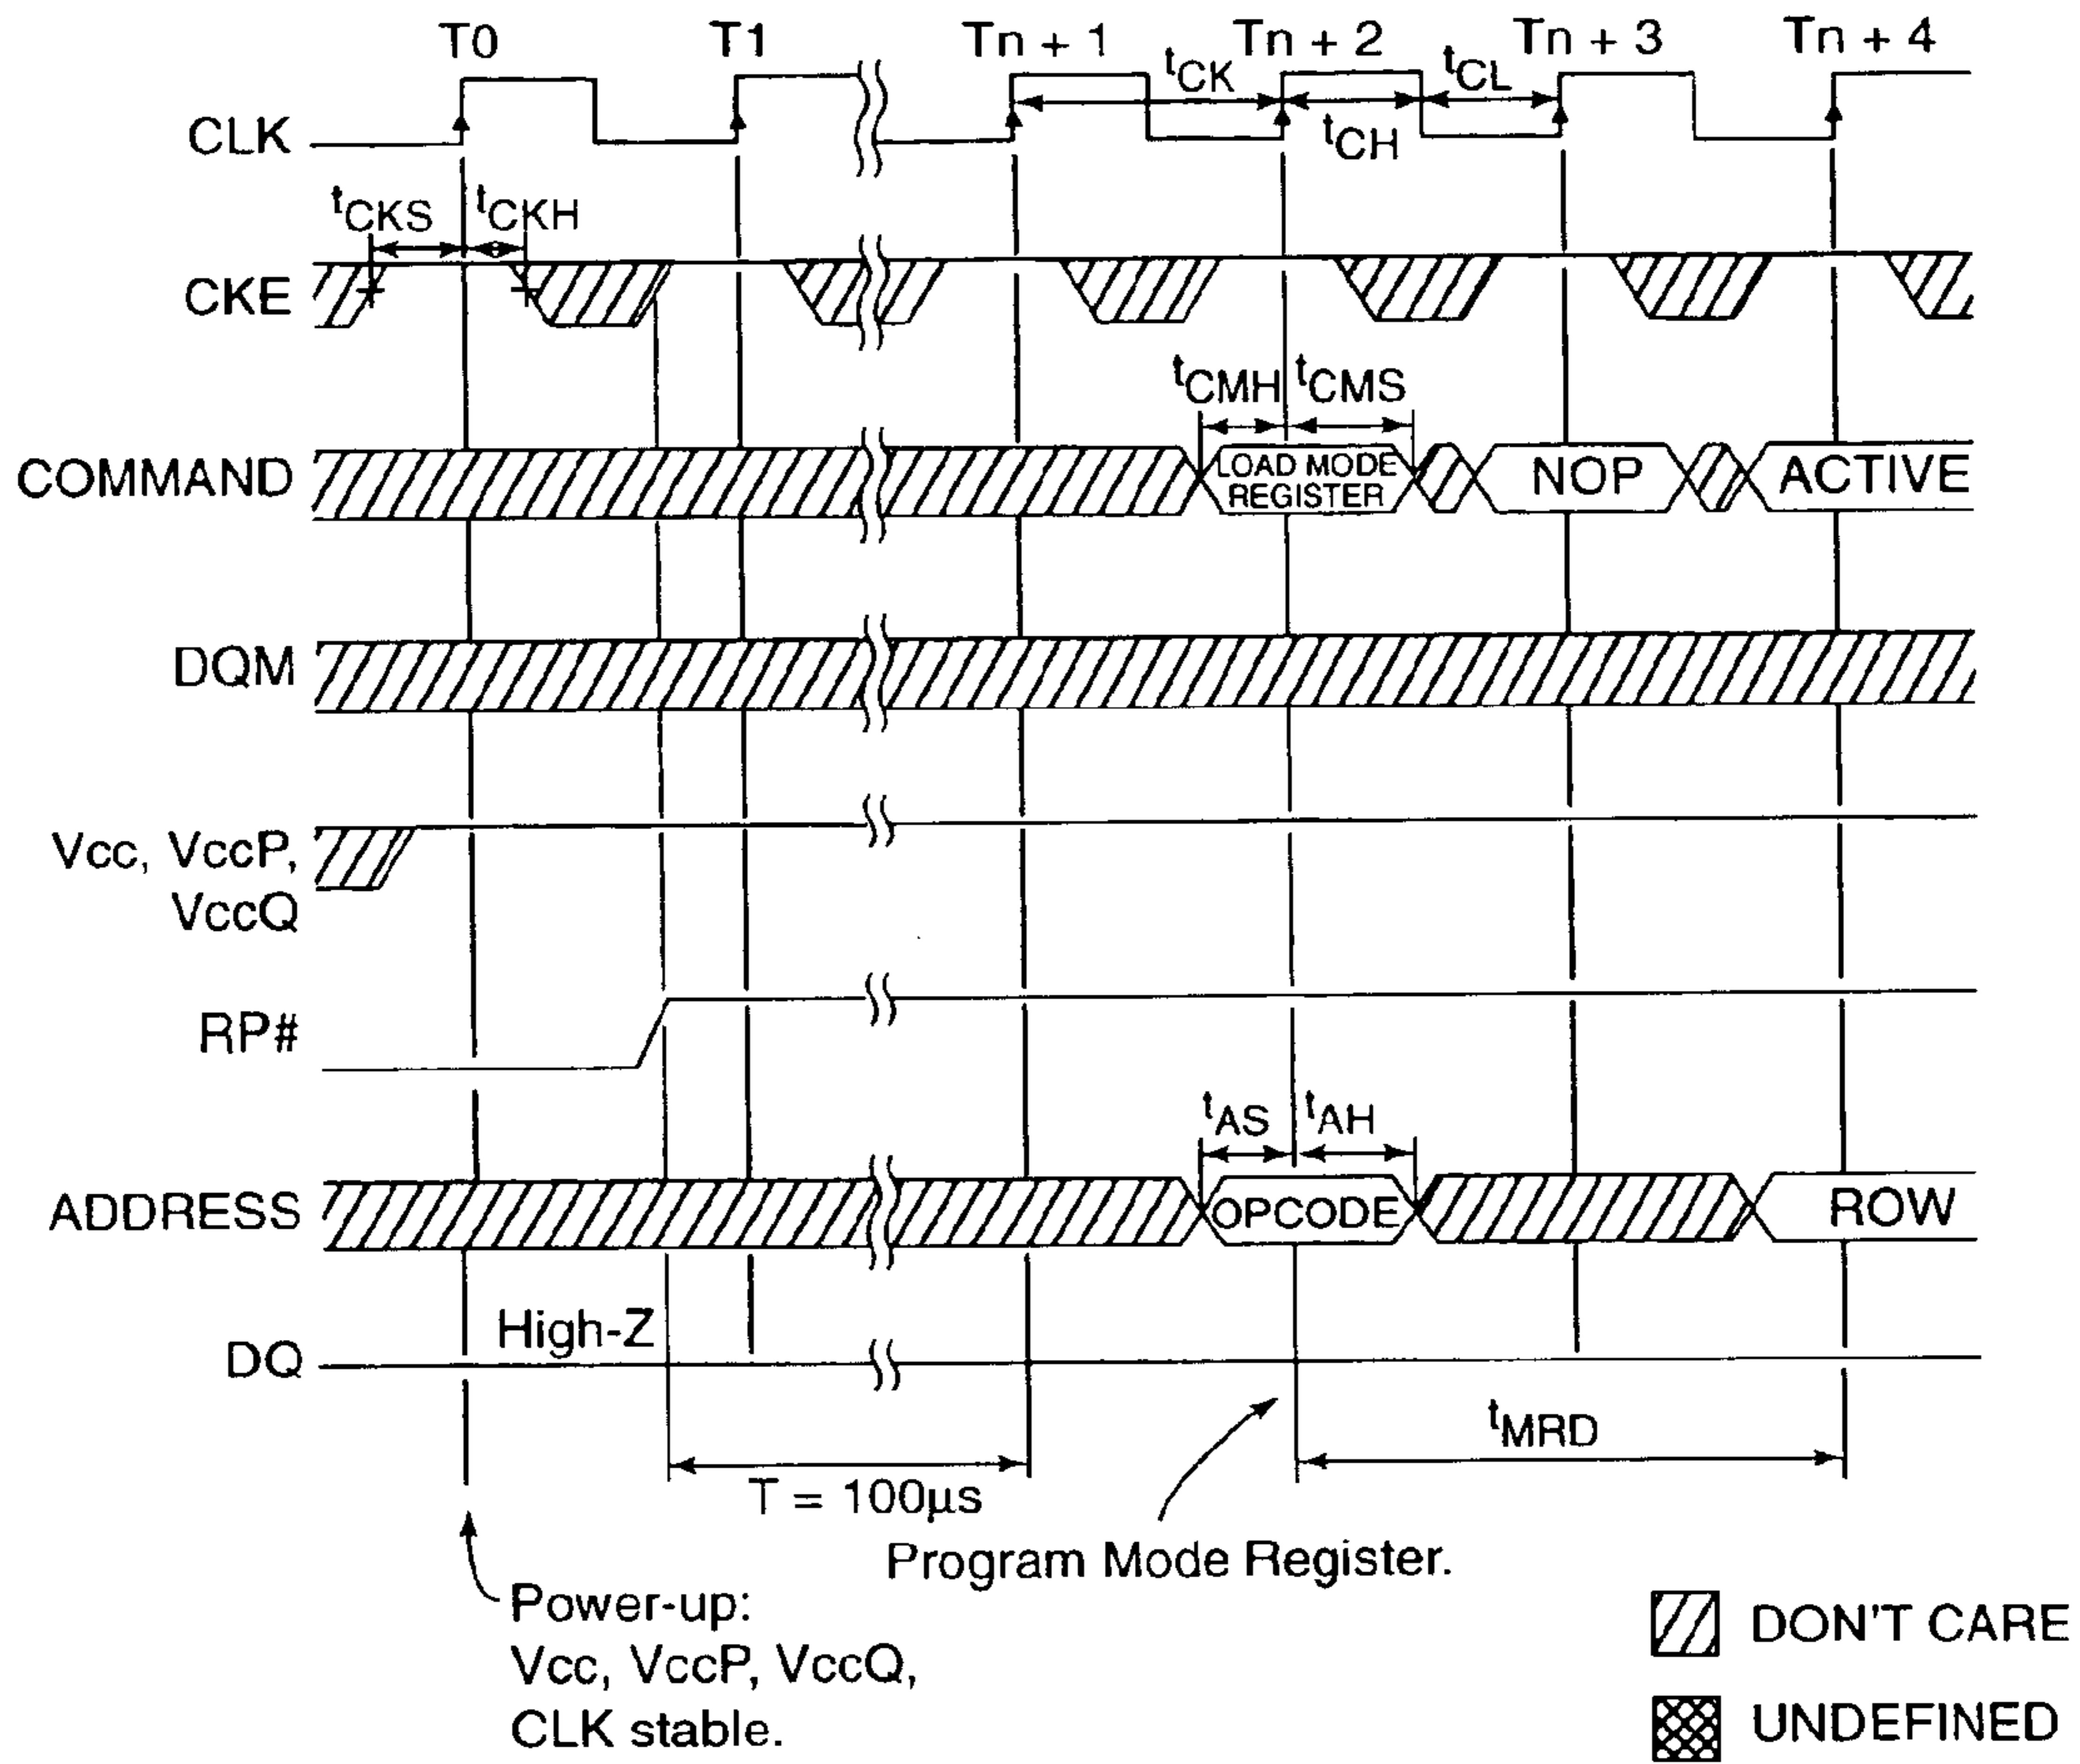 T0 T1 Tn + 1 Tn + 2 Tn + 3 Tn + 4
tCK tCL
CLK
tCH
tCKS tCKH
CKE
tCMH tCMS
COMMAND
LOAD MODE
REGISTER
NOP
ACTIVE
DQM
Vcc, VccP,
VccQ
RP#
tAS tAH
ADDRESS OPCODE ROW
High-Z
DQ
tMRD
T = 100µs
Program Mode Register.
Power-up:
Vcc, VccP, VccQ,
CLK stable.
DON'T CARE
UNDEFINED